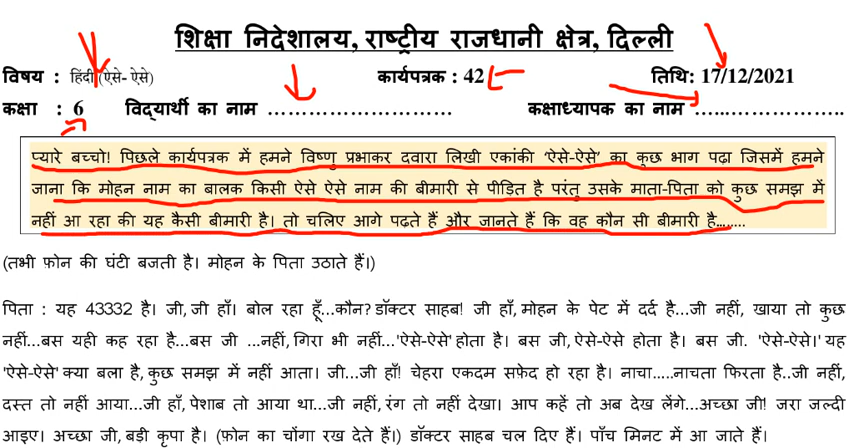 शिक्षा निदेशालय, राष्ट्रीय राजधानी क्षेत्र, दिल्ली
विषय : हिंदी (ऐसे- ऐसे) कार्यपत्रक : 42 तिथि: 17/12/2021
कक्षा : 6 विद्यार्थी का नाम ……………………… कक्षाध्यापक का नाम …..……………..
प्यारे बच्चो! पिछले कार्यपत्रक में हमने विष्णु प्रभाकर दवारा लिखी एकांकी ‘ऐसे-ऐसे’ का कुछ भाग पढ़ा जिसमें हमने
जाना कि मोहन नाम का बालक किसी ऐसे ऐसे नाम की बीमारी से पीड़ित है परंतु उसके माता-पिता को कुछ समझ में
नहीं आ रहा की यह कैसी बीमारी है। तो चलिए आगे पढ़ते हैं और जानते हैं कि वह कौन सी बीमारी है........
(तभी फ़ोन की घंटी बजती है। मोहन के पिता उठाते हैं।)
पिता : यह 43332 है। जी, जी हाँ। बोल रहा हूँ...कौन? डॉक्टर साहब! जी हाँ, मोहन के पेट में दर्द है...जी नहीं, खाया तो कुछ
नहीं...बस यही कह रहा है...बस जी ...नहीं, गिरा भी नहीं...'ऐसे-ऐसे' होता है। बस जी, ऐसे-ऐसे होता है। बस जी. 'ऐसे-ऐसे।' यह
'ऐसे-ऐसे' क्या बला है, कुछ समझ में नहीं आता। जी...जी हाँ! चेहरा एकदम सफ़ेद हो रहा है। नाचा.....नाचता फिरता है..जी नहीं,
दस्त तो नहीं आया...जी हाँ, पेशाब तो आया था...जी नहीं, रंग तो नहीं देखा। आप कहें तो अब देख लेंगे...अच्छा जी! जरा जल्दी
आइए। अच्छा जी, बड़ी कृपा है। (फ़ोन का चोंगा रख देते हैं।) डॉक्टर साहब चल दिए हैं। पाँच मिनट में आ जाते हैं।